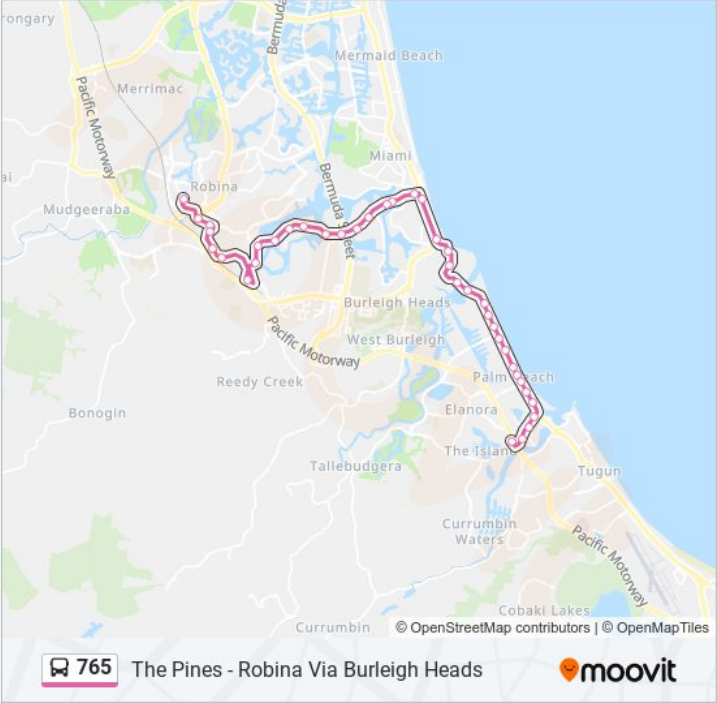 rongary
Bermuda
Mermaid Beach
Merrimac
Pacific Motorway
Miami
ai
Robina
Bermuda Street
Mudgeeraba
Burleigh Heads
West Burleigh
Pacific Motorway
Reedy Creek
Palm Beach
Bonogin
Elanora
The Island
Tallebudgera
Tugun
Currumbin
Waters
Pacific Motorway
Cobaki Lakes
Currumbin
© OpenStreetMap contributors | © OpenMapTiles
765 The Pines - Robina Via Burleigh Heads
moovit